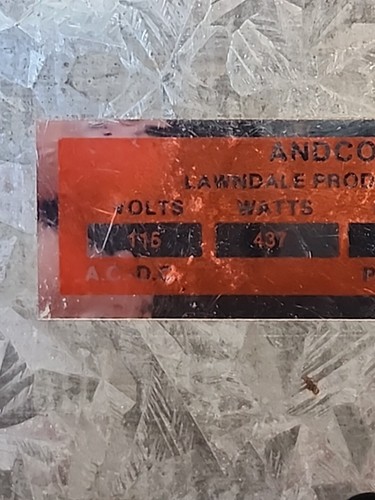 ANDCO
LAWNDALE PROD
VOLTS WATTS
115 437
A.C. D.C. P